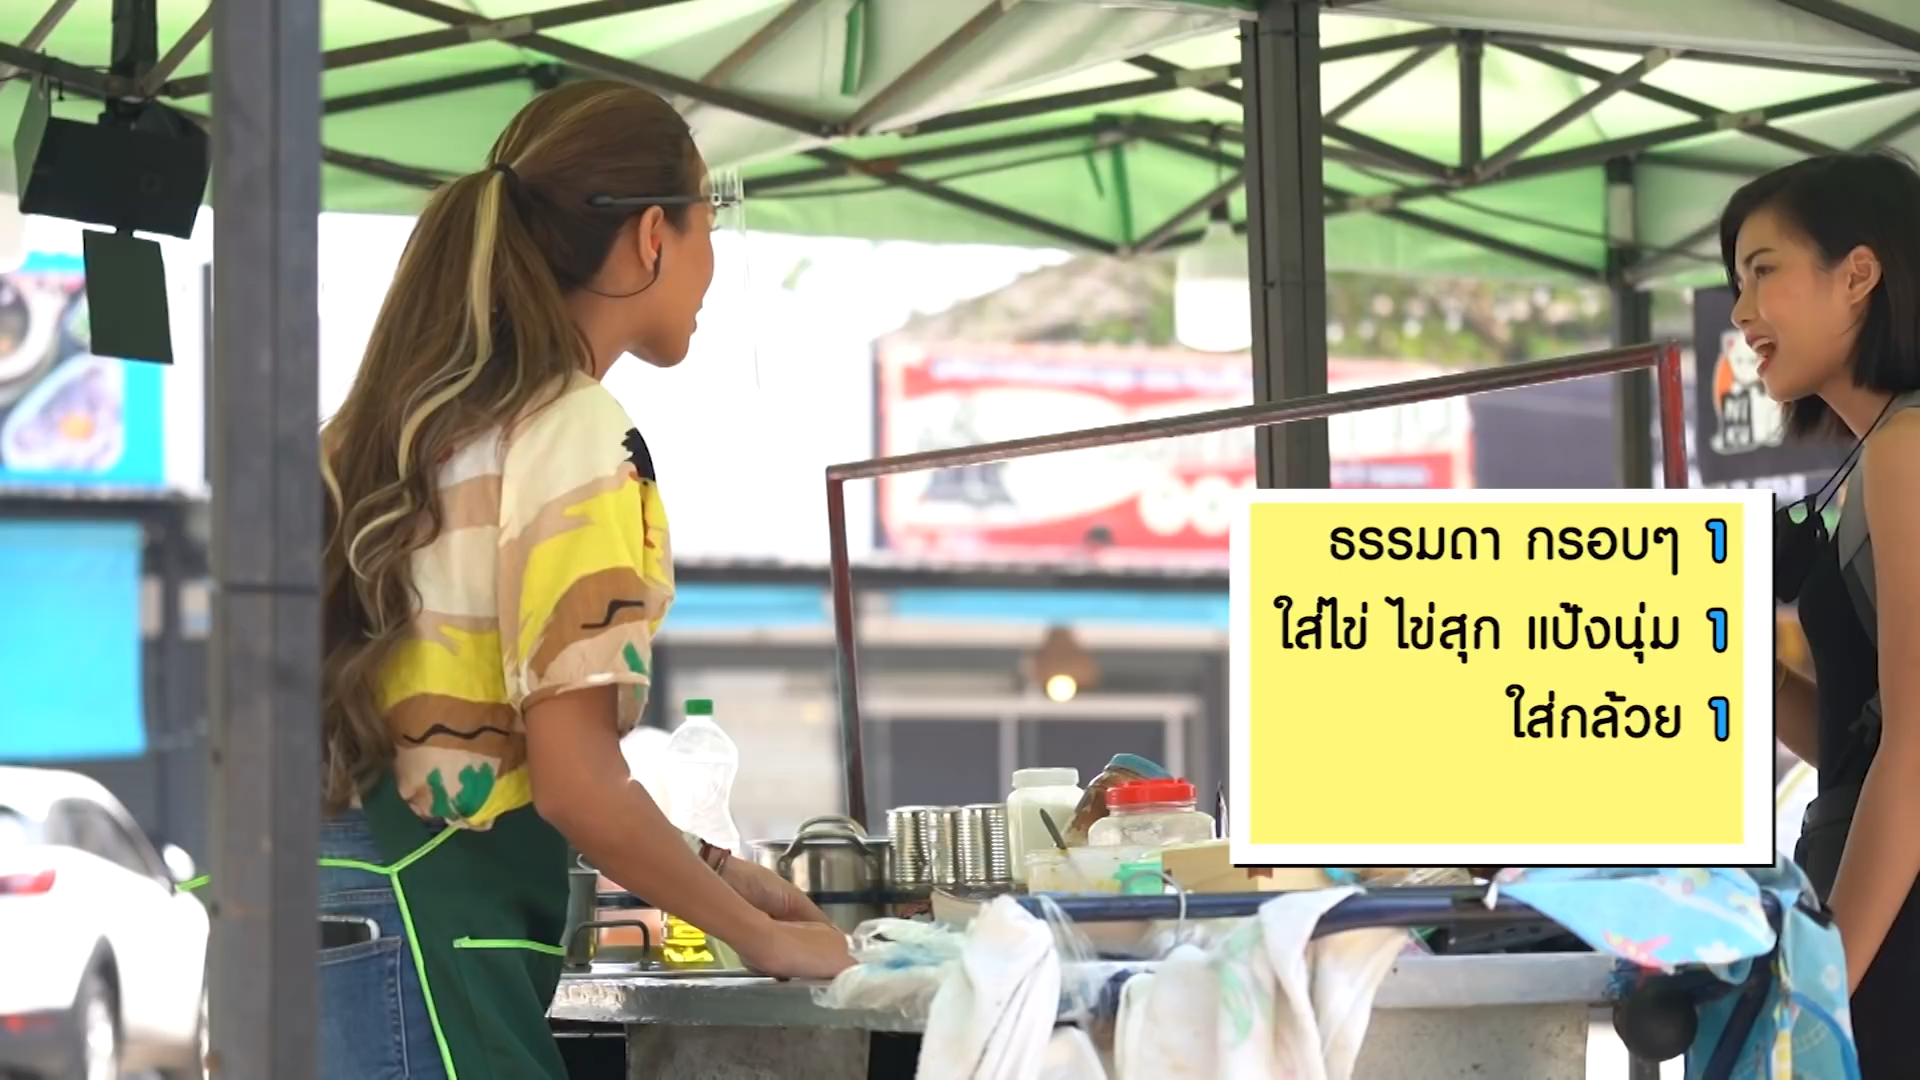 ธรรมดา กรอบๆ 1
ใส่ไข่ ไข่สุก แป้งนุ่ม 1
ใส่กล้วย 1